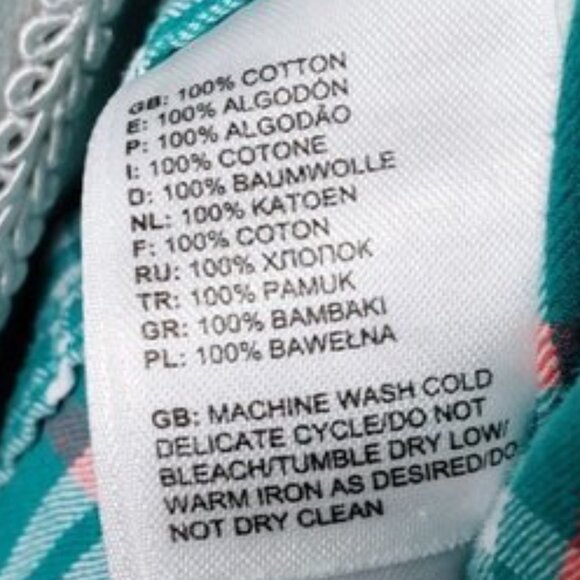 GB: 100% COTTON
E: 100% ALGODÓN
P: 100% ALGODÃO
I: 100% COTONE
D: 100% BAUMWOLLE
NL: 100% KATOEN
F: 100% COTON
RU: 100% ХЛОПОК
TR: 100% PAMUK
GR: 100% BAMBAKI
PL: 100% BAWEŁNA
GB: MACHINE WASH COLD
DELICATE CYCLE/DO NOT
BLEACH/TUMBLE DRY LOW/
WARM IRON AS DESIRED/DO
NOT DRY CLEAN